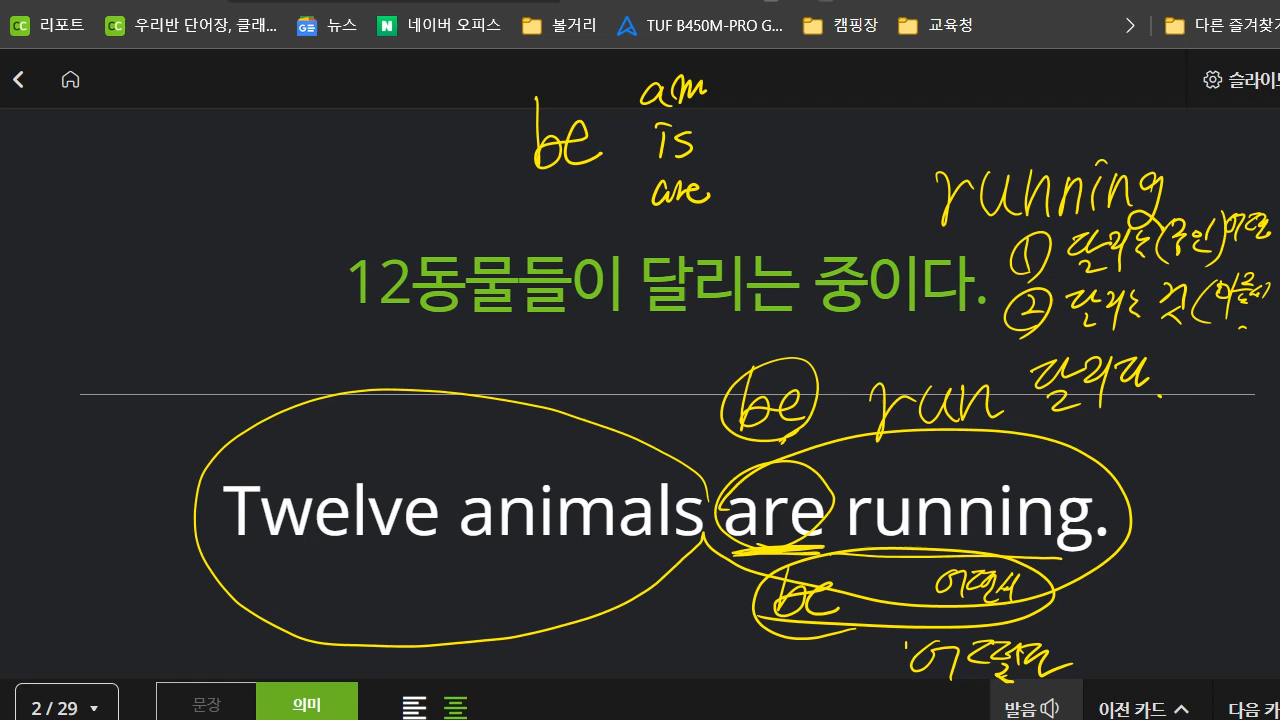 리포트 우리반 단어장, 클래... 뉴스 네이버 오피스 볼거리 TUF B450M-PRO G... 캠핑장 교육청 다른 즐겨찾기
슬라이드
be am
is
are
running
① 달리는 (중인)
② 달리는 것
12동물들이 달리는 중이다.
be run 달리다.
Twelve animals are running.
be
2 / 29 문장 의미 발음 이전 카드 다음 카